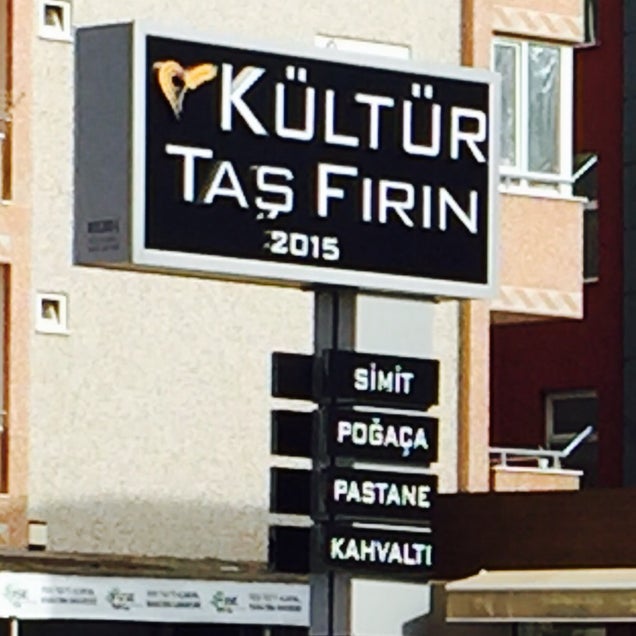 KÜLTÜR
TAŞ FIRIN
2015
SİMİT
POĞAÇA
PASTANE
KAHVALTI